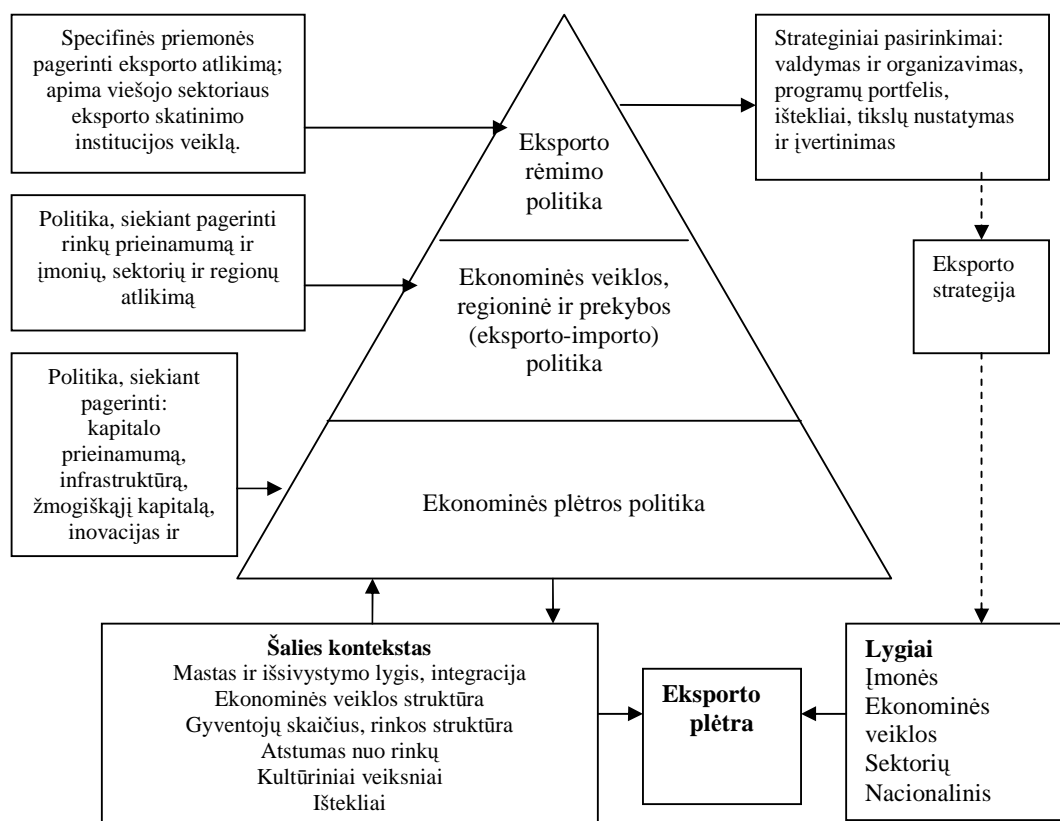 Specifinės priemonės
pagerinti eksporto atlikimą;
apima viešojo sektoriaus
eksporto skatinimo
institucijos veiklą.
Politika, siekiant pagerinti
rinkų prieinamumą ir
įmonių, sektorių ir regionų
atlikimą
Politika, siekiant
pagerinti:
kapitalo
prieinamumą,
infrastruktūrą,
žmogiškąjį kapitalą,
inovacijas ir
Eksporto
rėmimo
politika
Ekonominės veiklos,
regioninė ir prekybos
(eksporto-importo)
politika
Ekonominės plėtros politika
Strateginiai pasirinkimai:
valdymas ir organizavimas,
programų portfelis,
ištekliai, tikslų nustatymas
ir įvertinimas
Eksporto
strategija
Šalies kontekstas
Mastas ir išsivystymo lygis, integracija
Ekonominės veiklos struktūra
Gyventojų skaičius, rinkos struktūra
Atstumas nuo rinkų
Kultūriniai veiksniai
Ištekliai
Eksporto
plėtra
Lygiai
Įmonės
Ekonominės
veiklos
Sektorių
Nacionalinis